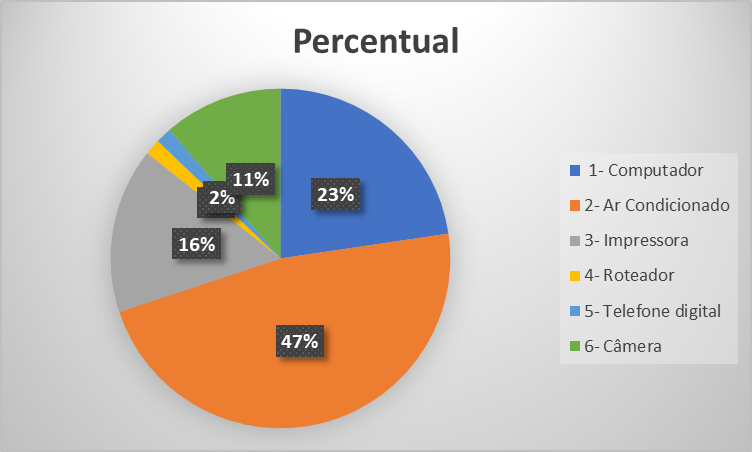 Percentual
11%
23%
2%
16%
47%
1- Computador
2- Ar Condicionado
3- Impressora
4- Roteador
5- Telefone digital
6- Câmera